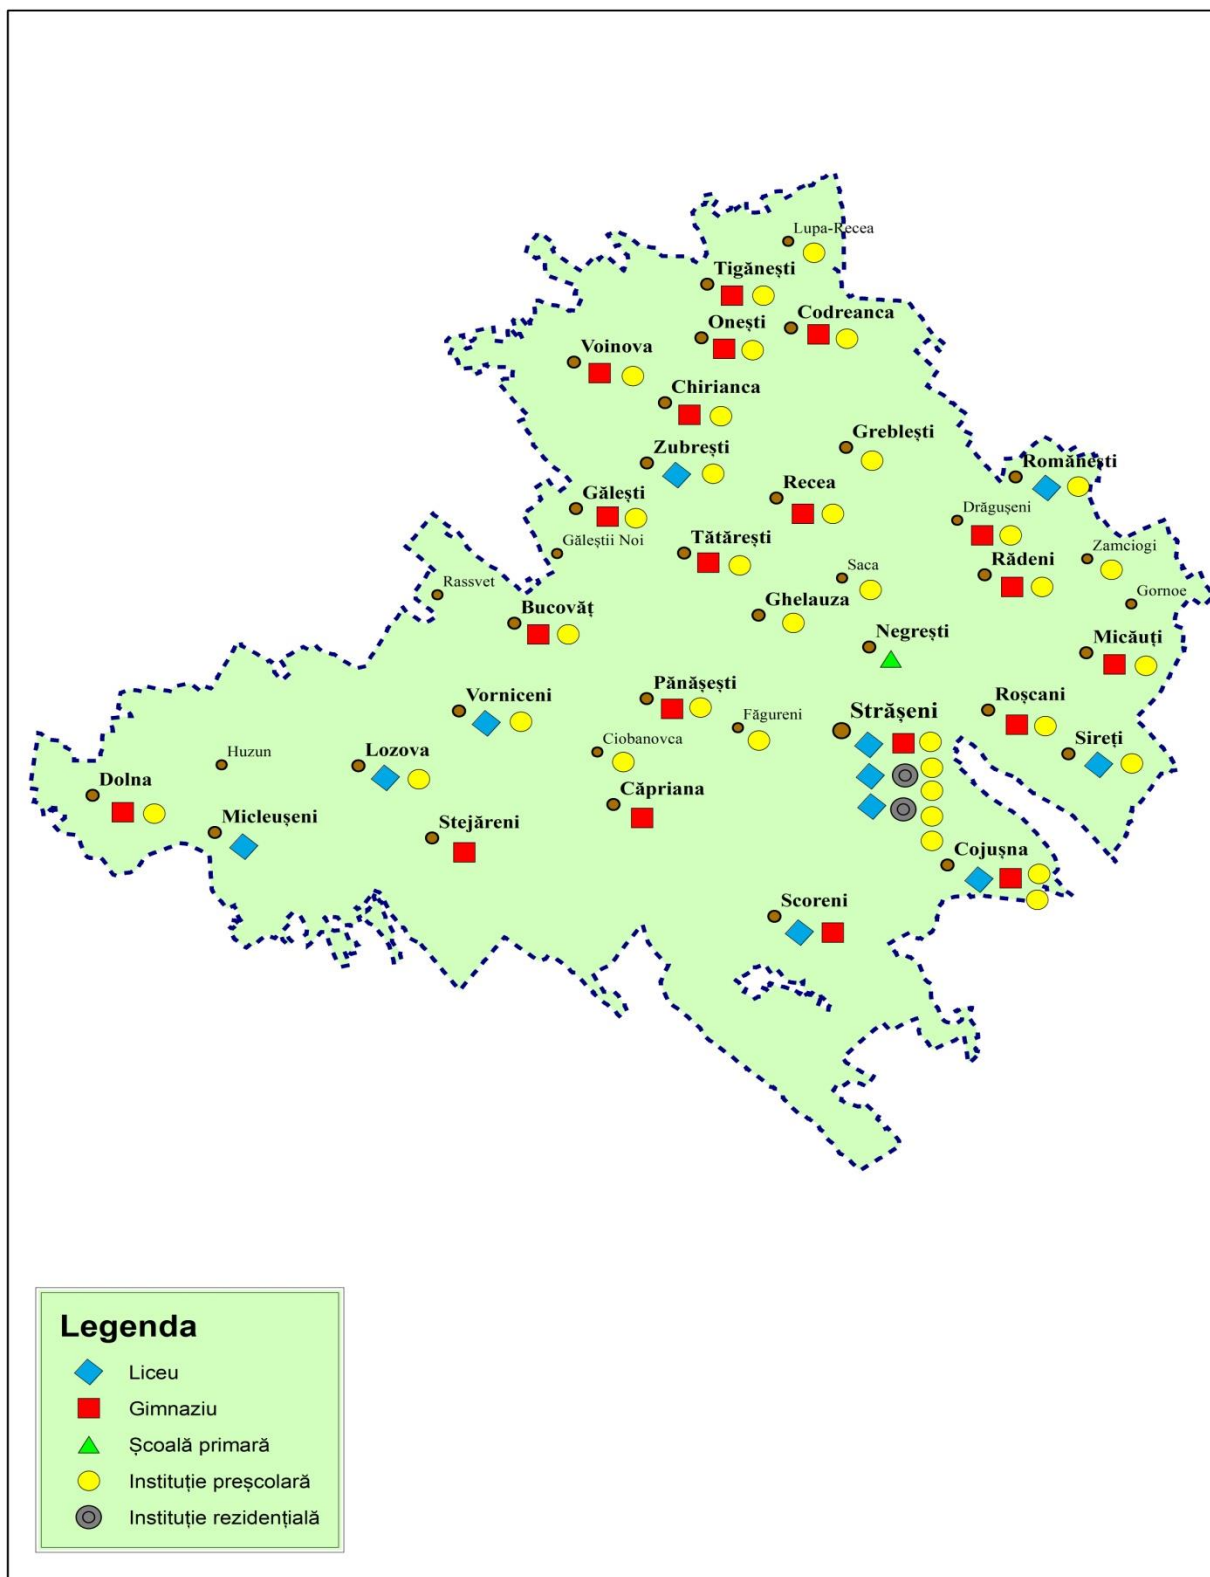 Lupa-Recea
Tigănești
Codreanca
Onești
Voinova
Chirianca
Greblești
Zubrești
Romănești
Recea
Gălești
Drăgușeni
Găleștii Noi
Tătărești
Zamciogi
Rădeni
Saca
Rassvet
Gornoe
Ghelauza
Bucovăț
Negrești
Micăuți
Pănășești
Vorniceni
Roșcani
Strășeni
Făgureni
Sireți
Ciobanovca
Huzun
Lozova
Dolna
Căpriana
Micleușeni
Stejăreni
Cojușna
Scoreni
Legenda
Liceu
Gimnaziu
Școală primară
Instituție preșcolară
Instituție rezidențială